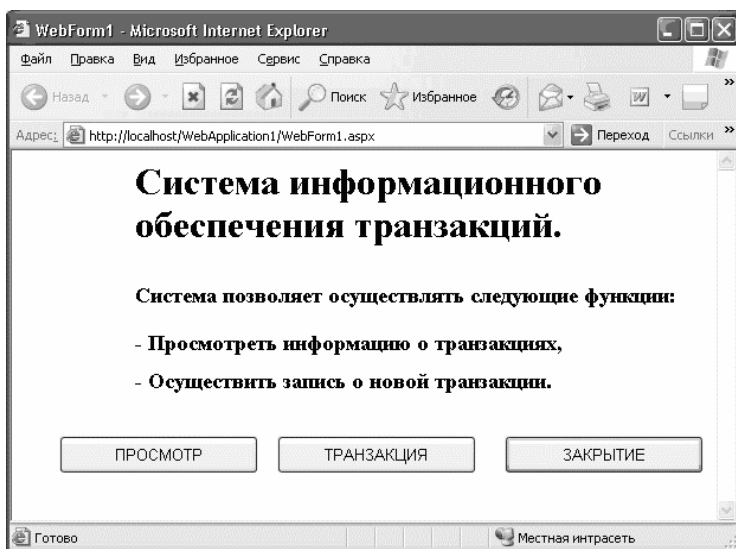 WebForm1 - Microsoft Internet Explorer
Файл Правка Вид Избранное Сервис Справка
Назад Поиск Избранное »
Адрес: http://localhost/WebApplication1/WebForm1.aspx Переход Ссылки »
Система информационного
обеспечения транзакций.
Система позволяет осуществлять следующие функции:
- Просмотреть информацию о транзакциях,
- Осуществить запись о новой транзакции.
ПРОСМОТР ТРАНЗАКЦИЯ ЗАКРЫТИЕ
Готово Местная интрасеть